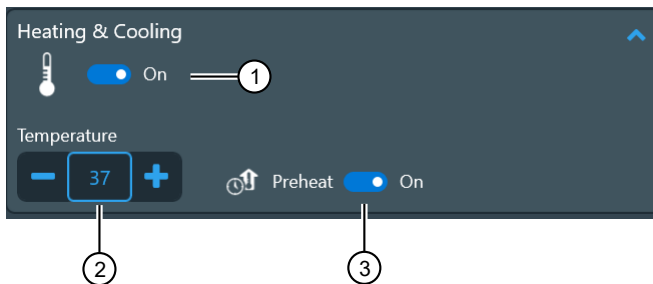 Heating & Cooling
On
1
Temperature
37
Preheat
On
2
3